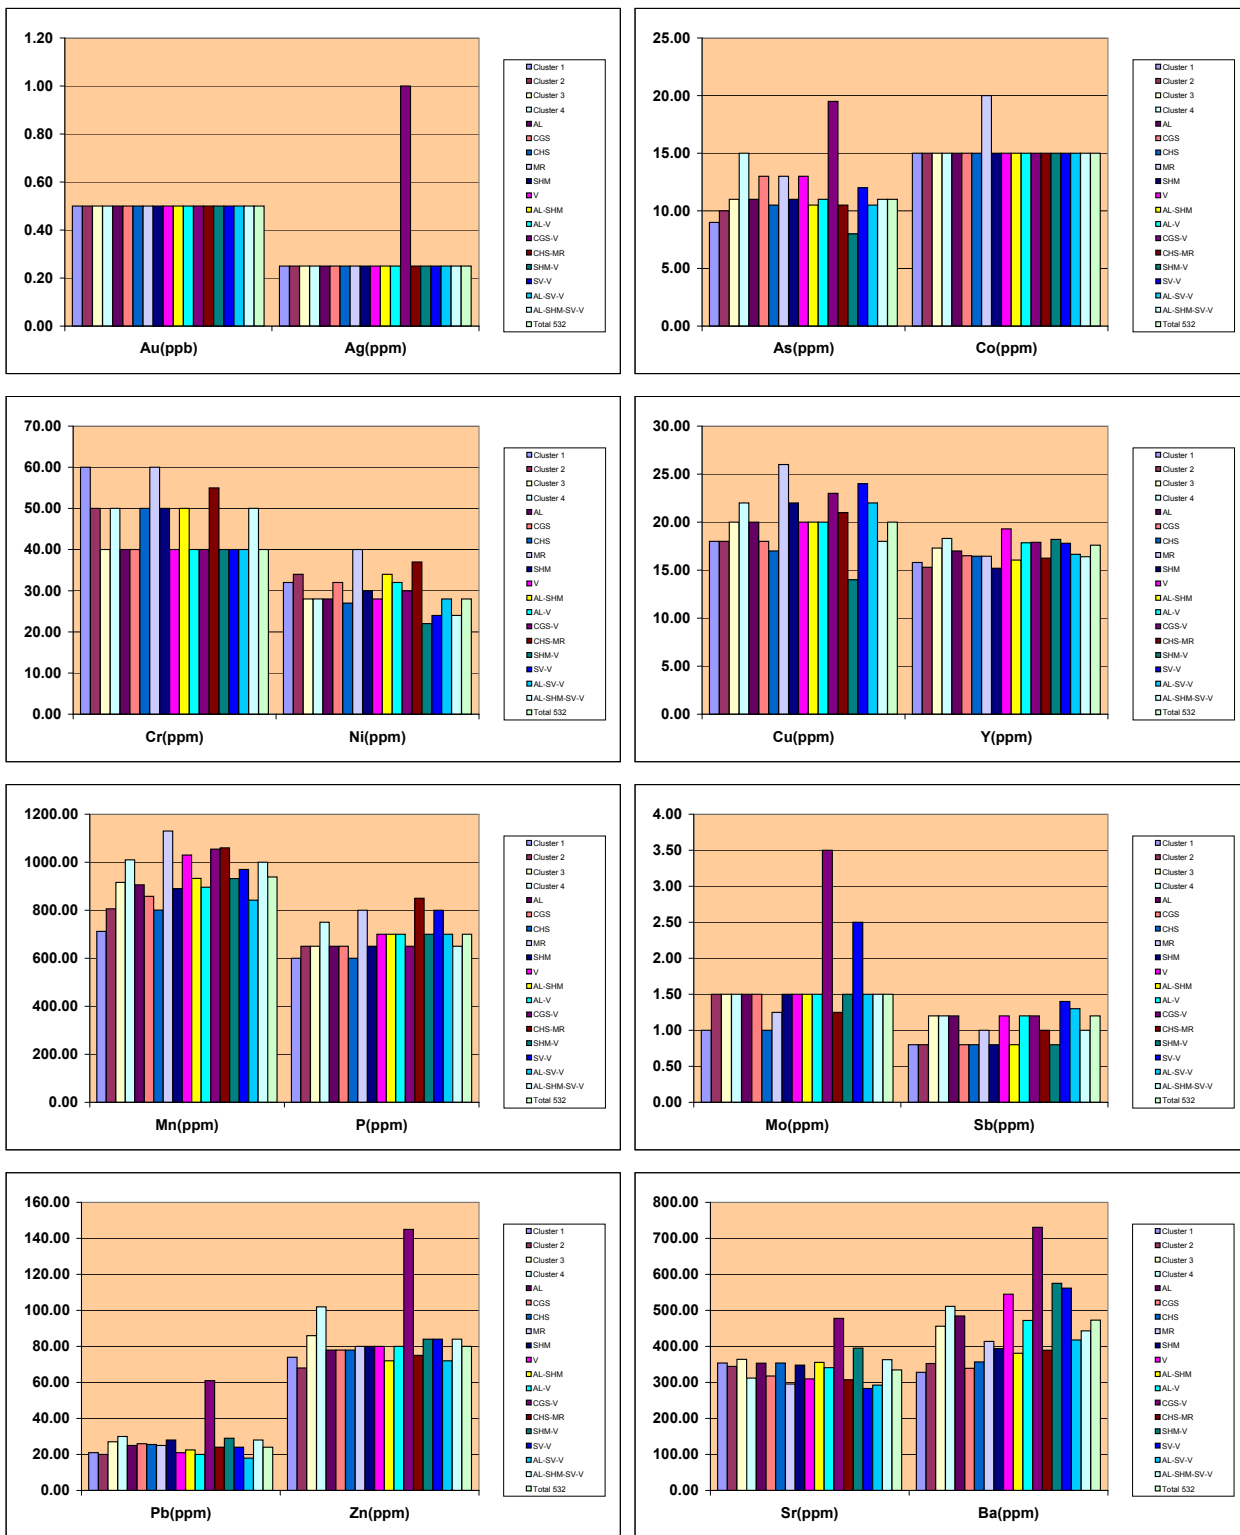 1.20
1.00
0.80
0.60
0.40
0.20
0.00
Au(ppb)
Ag(ppm)
Cluster 1
Cluster 2
Cluster 3
Cluster 4
AL
CGS
CHS
MR
SHM
V
AL-SHM
AL-V
CGS-V
CHS-MR
SHM-V
SV-V
AL-SV-V
AL-SHM-SV-V
Total 532
25.00
20.00
15.00
10.00
5.00
0.00
As(ppm)
Co(ppm)
Cluster 1
Cluster 2
Cluster 3
Cluster 4
AL
CGS
CHS
MR
SHM
V
AL-SHM
AL-V
CGS-V
CHS-MR
SHM-V
SV-V
AL-SV-V
AL-SHM-SV-V
Total 532
70.00
60.00
50.00
40.00
30.00
20.00
10.00
0.00
Cr(ppm)
Ni(ppm)
Cluster 1
Cluster 2
Cluster 3
Cluster 4
AL
CGS
CHS
MR
SHM
V
AL-SHM
AL-V
CGS-V
CHS-MR
SHM-V
SV-V
AL-SV-V
AL-SHM-SV-V
Total 532
30.00
25.00
20.00
15.00
10.00
5.00
0.00
Cu(ppm)
Y(ppm)
Cluster 1
Cluster 2
Cluster 3
Cluster 4
AL
CGS
CHS
MR
SHM
V
AL-SHM
AL-V
CGS-V
CHS-MR
SHM-V
SV-V
AL-SV-V
AL-SHM-SV-V
Total 532
1200.00
1000.00
800.00
600.00
400.00
200.00
0.00
Mn(ppm)
P(ppm)
Cluster 1
Cluster 2
Cluster 3
Cluster 4
AL
CGS
CHS
MR
SHM
V
AL-SHM
AL-V
CGS-V
CHS-MR
SHM-V
SV-V
AL-SV-V
AL-SHM-SV-V
Total 532
4.00
3.50
3.00
2.50
2.00
1.50
1.00
0.50
0.00
Mo(ppm)
Sb(ppm)
Cluster 1
Cluster 2
Cluster 3
Cluster 4
AL
CGS
CHS
MR
SHM
V
AL-SHM
AL-V
CGS-V
CHS-MR
SHM-V
SV-V
AL-SV-V
AL-SHM-SV-V
Total 532
160.00
140.00
120.00
100.00
80.00
60.00
40.00
20.00
0.00
Pb(ppm)
Zn(ppm)
Cluster 1
Cluster 2
Cluster 3
Cluster 4
AL
CGS
CHS
MR
SHM
V
AL-SHM
AL-V
CGS-V
CHS-MR
SHM-V
SV-V
AL-SV-V
AL-SHM-SV-V
Total 532
800.00
700.00
600.00
500.00
400.00
300.00
200.00
100.00
0.00
Sr(ppm)
Ba(ppm)
Cluster 1
Cluster 2
Cluster 3
Cluster 4
AL
CGS
CHS
MR
SHM
V
AL-SHM
AL-V
CGS-V
CHS-MR
SHM-V
SV-V
AL-SV-V
AL-SHM-SV-V
Total 532